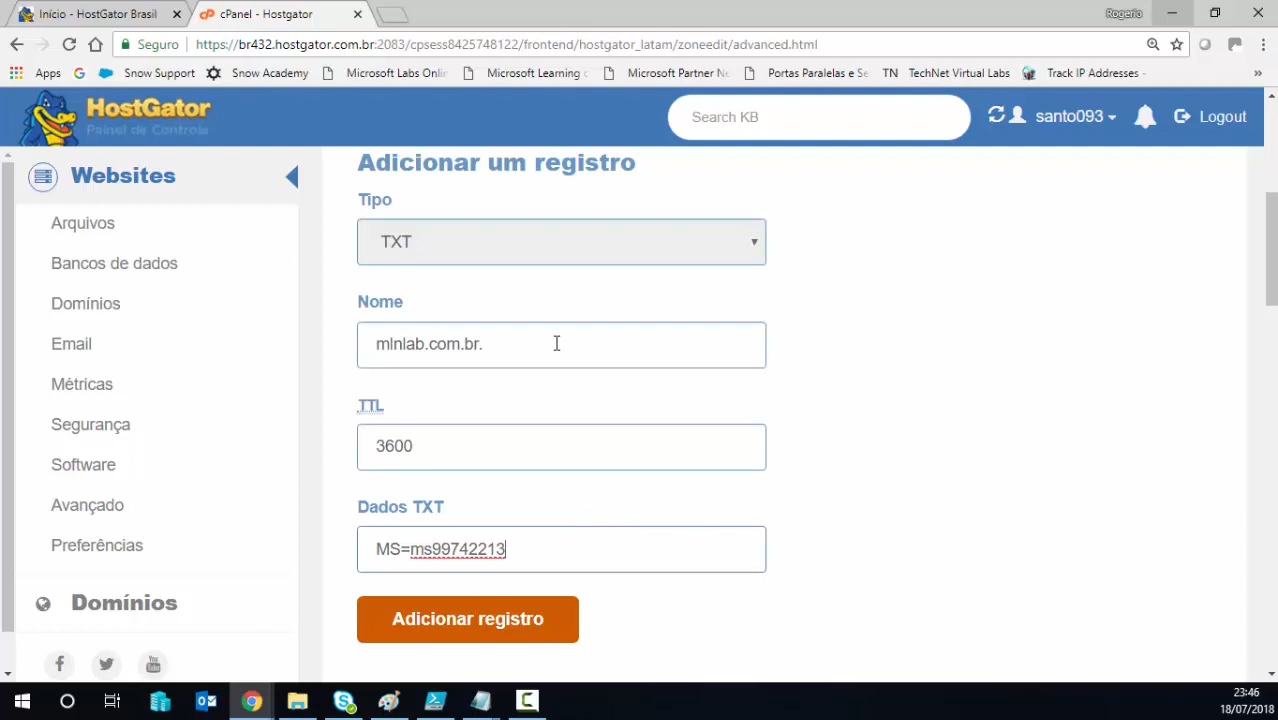 Início - HostGator Brasil
cPanel - Hostgator
Rogerio
Seguro
https://br432.hostgator.com.br:2083/cpsess8425748122/frontend/hostgator_latam/zoneedit/advanced.html
Apps
Snow Support
Snow Academy
Microsoft Labs Onlin
Microsoft Learning c
Microsoft Partner Ne
Portas Paralelas e Se
TN TechNet Virtual Labs
Track IP Addresses -
»
HostGator
Painel de Controle
Search KB
santo093
Logout
Websites
Arquivos
Bancos de dados
Domínios
Email
Métricas
Segurança
Software
Avançado
Preferências
Domínios
Adicionar um registro
Tipo
TXT
Nome
mlnlab.com.br.
TTL
3600
Dados TXT
MS=ms99742213
Adicionar registro
23:46
18/07/2018